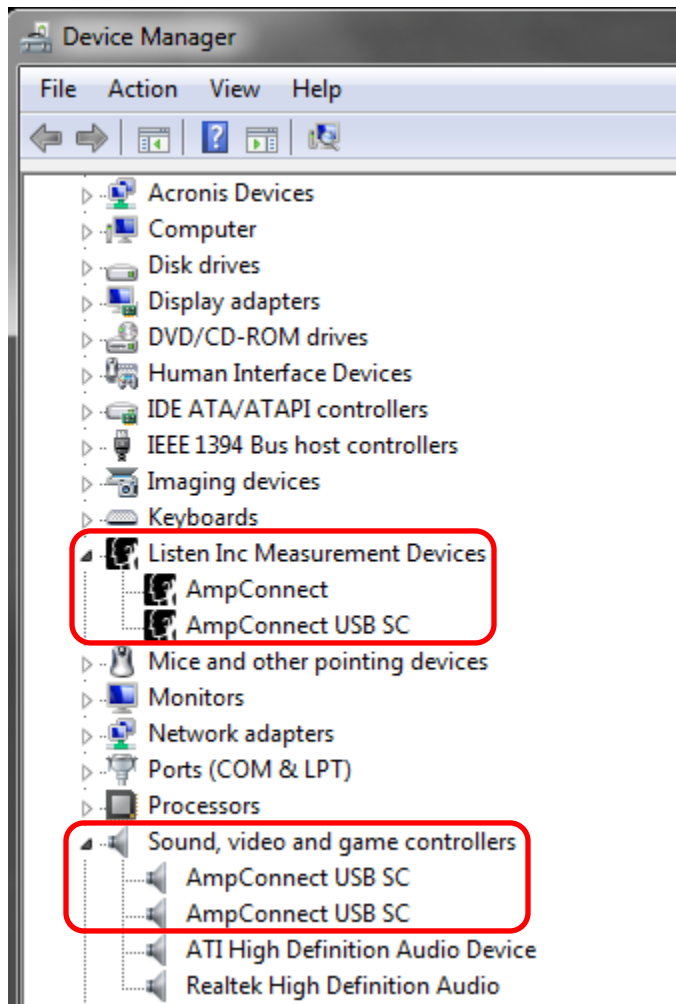 Device Manager
File Action View Help
Acronis Devices
Computer
Disk drives
Display adapters
DVD/CD-ROM drives
Human Interface Devices
IDE ATA/ATAPI controllers
IEEE 1394 Bus host controllers
Imaging devices
Keyboards
Listen Inc Measurement Devices
AmpConnect
AmpConnect USB SC
Mice and other pointing devices
Monitors
Network adapters
Ports (COM & LPT)
Processors
Sound, video and game controllers
AmpConnect USB SC
AmpConnect USB SC
ATI High Definition Audio Device
Realtek High Definition Audio